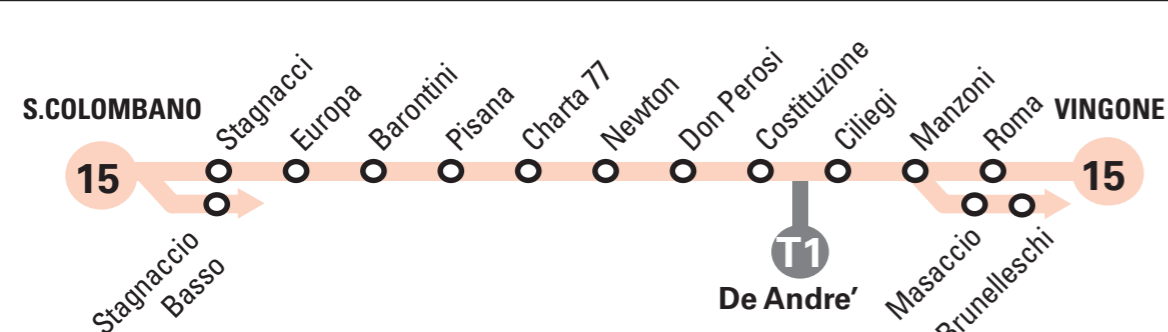 S.COLOMBANO
15
Stagnacci
Europa
Barontini
Pisana
Charta 77
Newton
Don Perosi
Costituzione
Ciliegi
Manzoni
Roma
VINGONE
15
Stagnaccio
Basso
T1
De Andre’
Masaccio
Brunelleschi